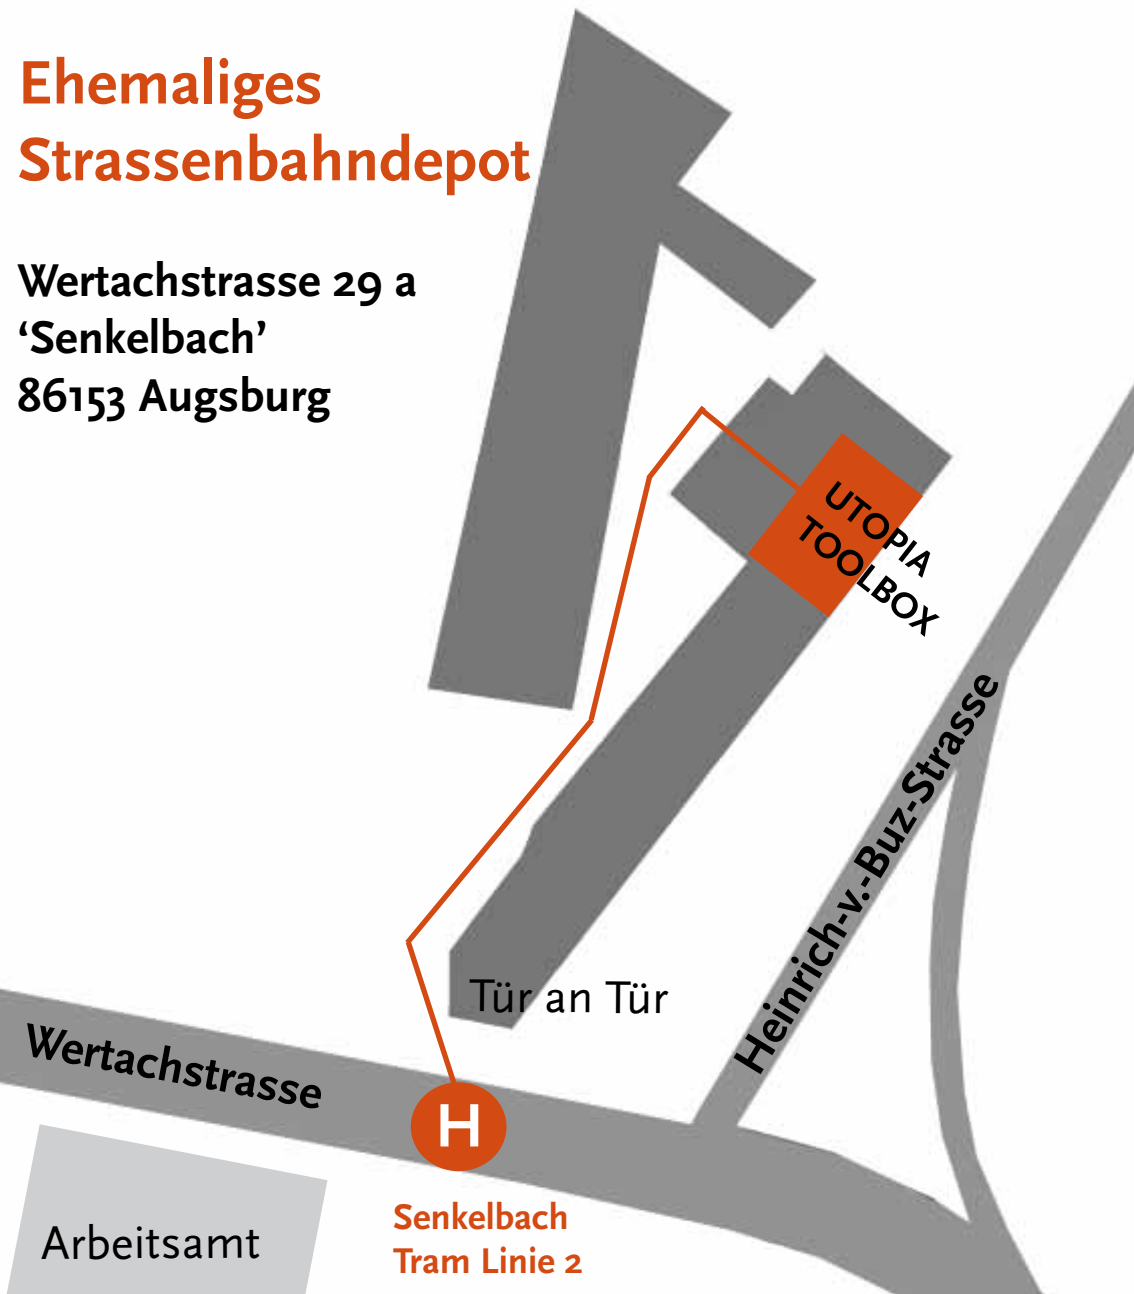 Ehemaliges
Strassenbahndepot
Wertachstrasse 29 a
‘Senkelbach’
86153 Augsburg
UTOPIA
TOOLBOX
Heinrich-v.-Buz-Strasse
Tür an Tür
Wertachstrasse
H
Senkelbach
Tram Linie 2
Arbeitsamt